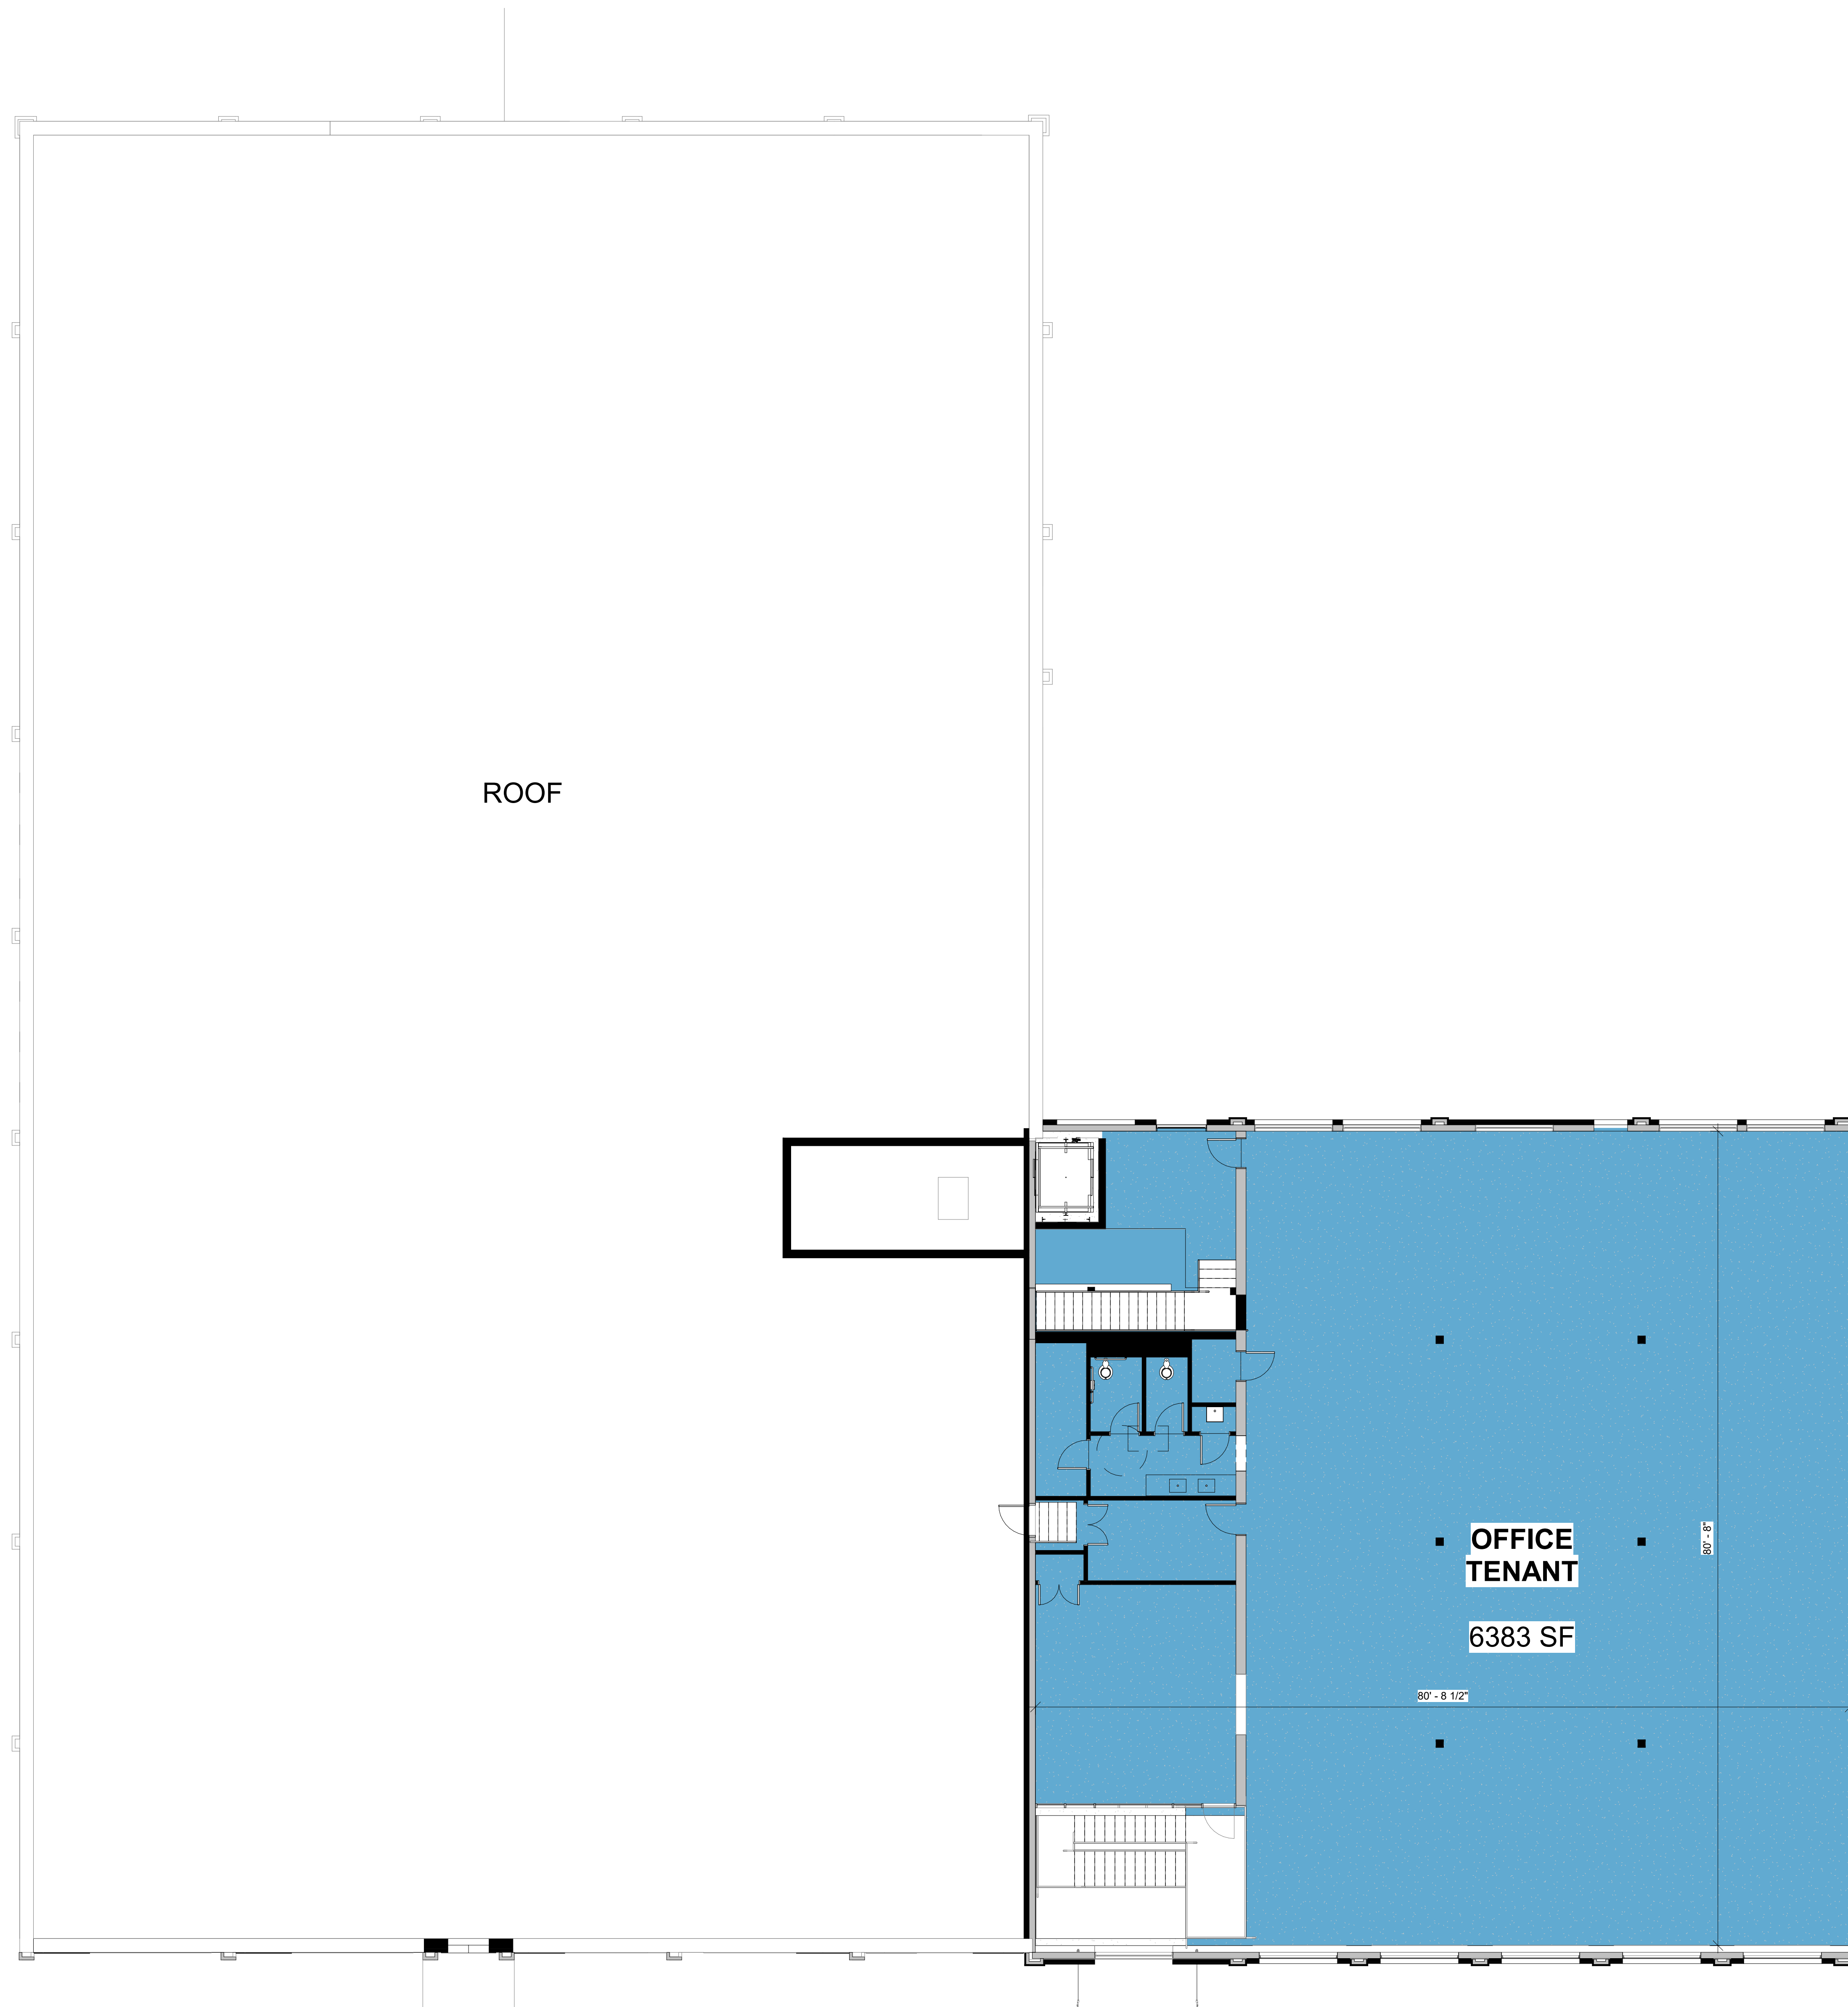 ROOF
OFFICE
TENANT
80' - 8"
6383 SF
80' - 8 1/2"